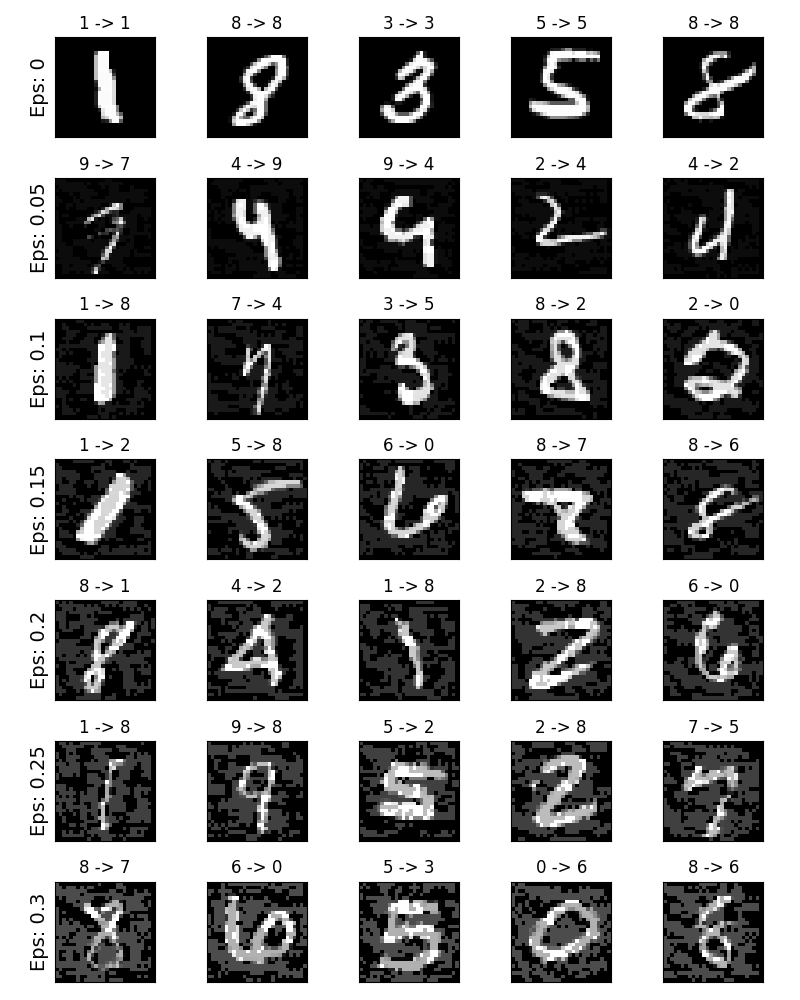 1 -> 1 8 -> 8 3 -> 3 5 -> 5 8 -> 8
Eps: 0
9 -> 7 4 -> 9 9 -> 4 2 -> 4 4 -> 2
Eps: 0.05
1 -> 8 7 -> 4 3 -> 5 8 -> 2 2 -> 0
Eps: 0.1
1 -> 2 5 -> 8 6 -> 0 8 -> 7 8 -> 6
Eps: 0.15
8 -> 1 4 -> 2 1 -> 8 2 -> 8 6 -> 0
Eps: 0.2
1 -> 8 9 -> 8 5 -> 2 2 -> 8 7 -> 5
Eps: 0.25
8 -> 7 6 -> 0 5 -> 3 0 -> 6 8 -> 6
Eps: 0.3